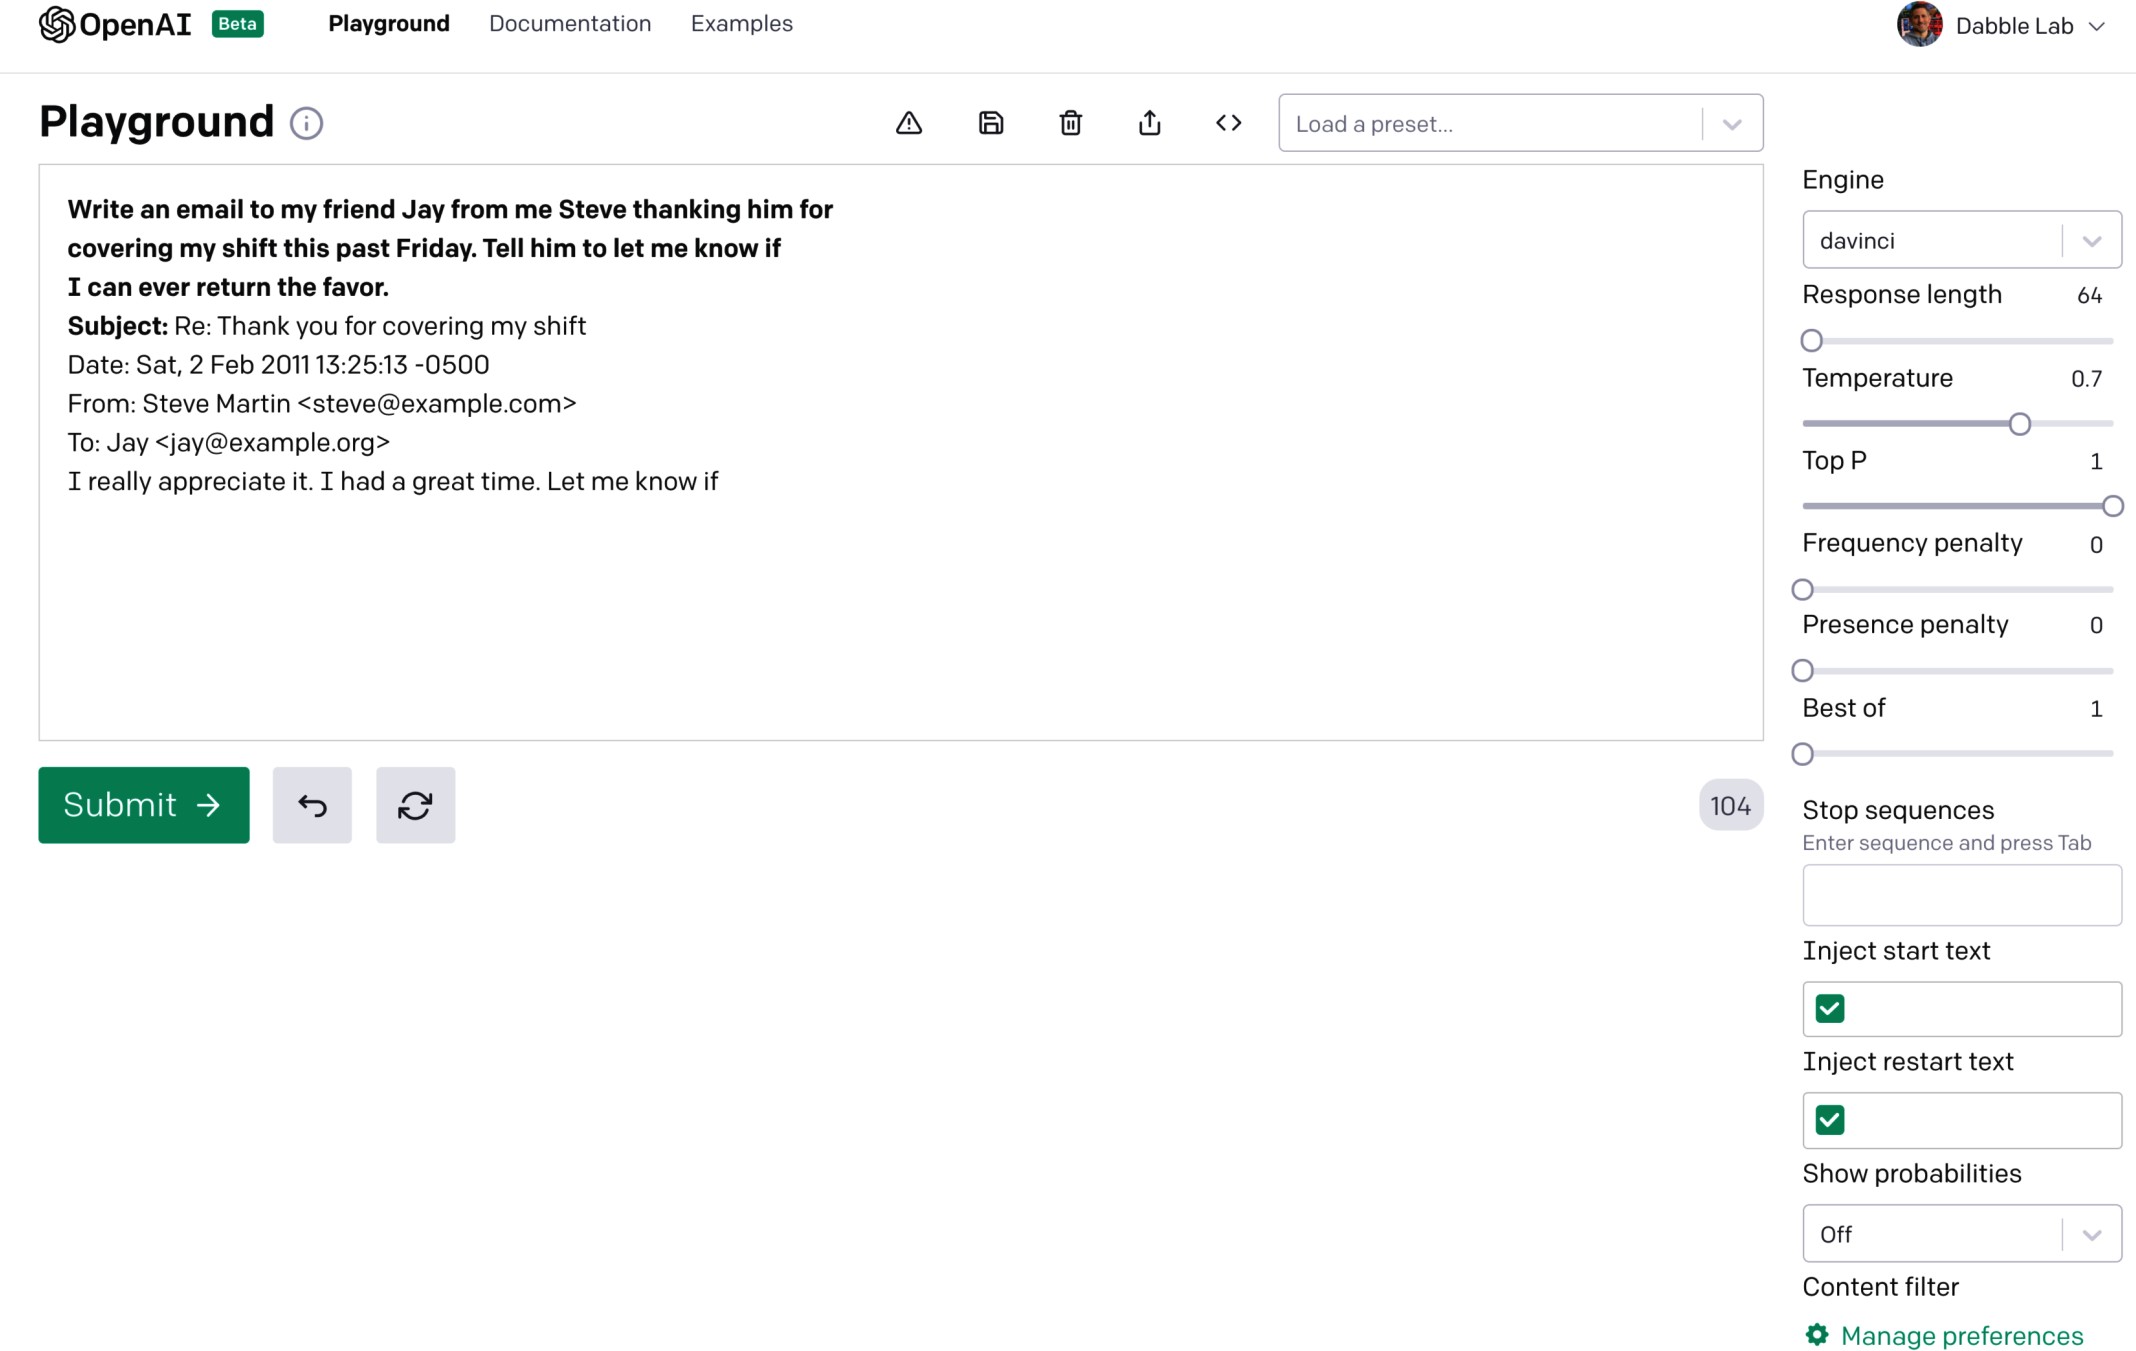 OpenAI Beta Playground Documentation Examples Dabble Lab
Playground Load a preset...
Write an email to my friend Jay from me Steve thanking him for
covering my shift this past Friday. Tell him to let me know if
I can ever return the favor.
Subject: Re: Thank you for covering my shift
Date: Sat, 2 Feb 2011 13:25:13 -0500
From: Steve Martin <steve@example.com>
To: Jay <jay@example.org>
I really appreciate it. I had a great time. Let me know if
Submit
104
Engine
davinci
Response length 64
Temperature 0.7
Top P 1
Frequency penalty 0
Presence penalty 0
Best of 1
Stop sequences
Enter sequence and press Tab
Inject start text
Inject restart text
Show probabilities
Off
Content filter
Manage preferences